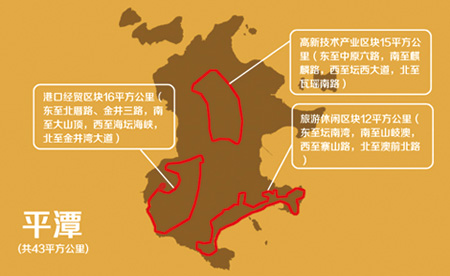 高新技术产业区块15平方公
里（东至中原六路，南至麒
麟路，西至坛西大道，北至
瓦瑶南路）
港口经贸区块16平方公里（
东至北厝路、金井三路，南
至大山顶，西至海坛海峡，
北至金井湾大道）
旅游休闲区块12平方公里（
东至坛南湾，南至山岐澳，
西至寨山路，北至澳前北路）
平潭
(共43平方公里)